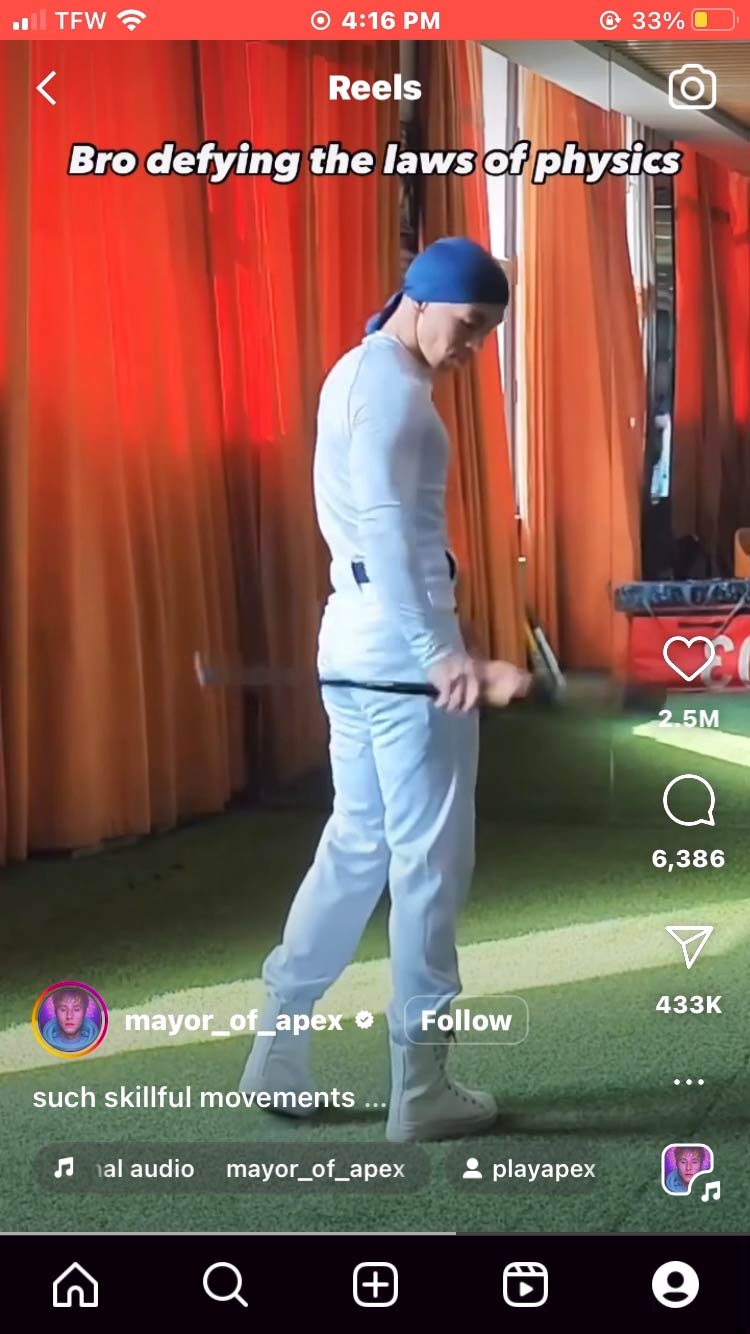 TFW 4:16 PM 33%
Reels
Bro defying the laws of physics
2.5M
6,386
433K
mayor_of_apex Follow
such skillful movements ...
al audio mayor_of_apex playapex